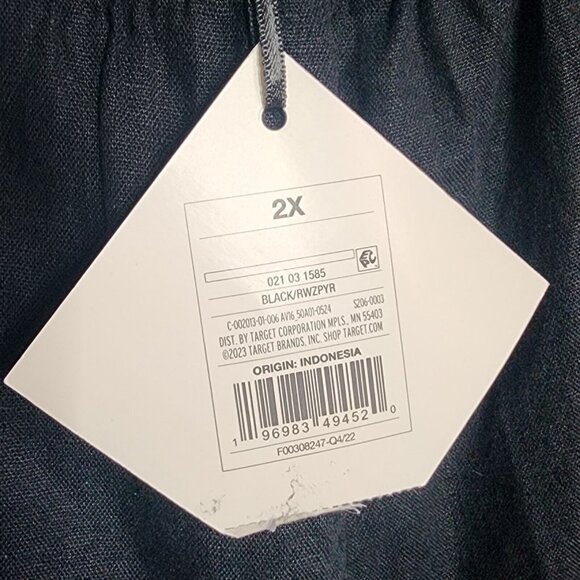 2X
021 03 1585
BLACK/RWZPYR
C-002013-01-006 AV16_50A01-0524 S206-0003
DIST. BY TARGET CORPORATION MPLS., MN 55403
©2023 TARGET BRANDS, INC. SHOP TARGET.COM
ORIGIN: INDONESIA
1 96983 49452 0
F00308247-Q4/22